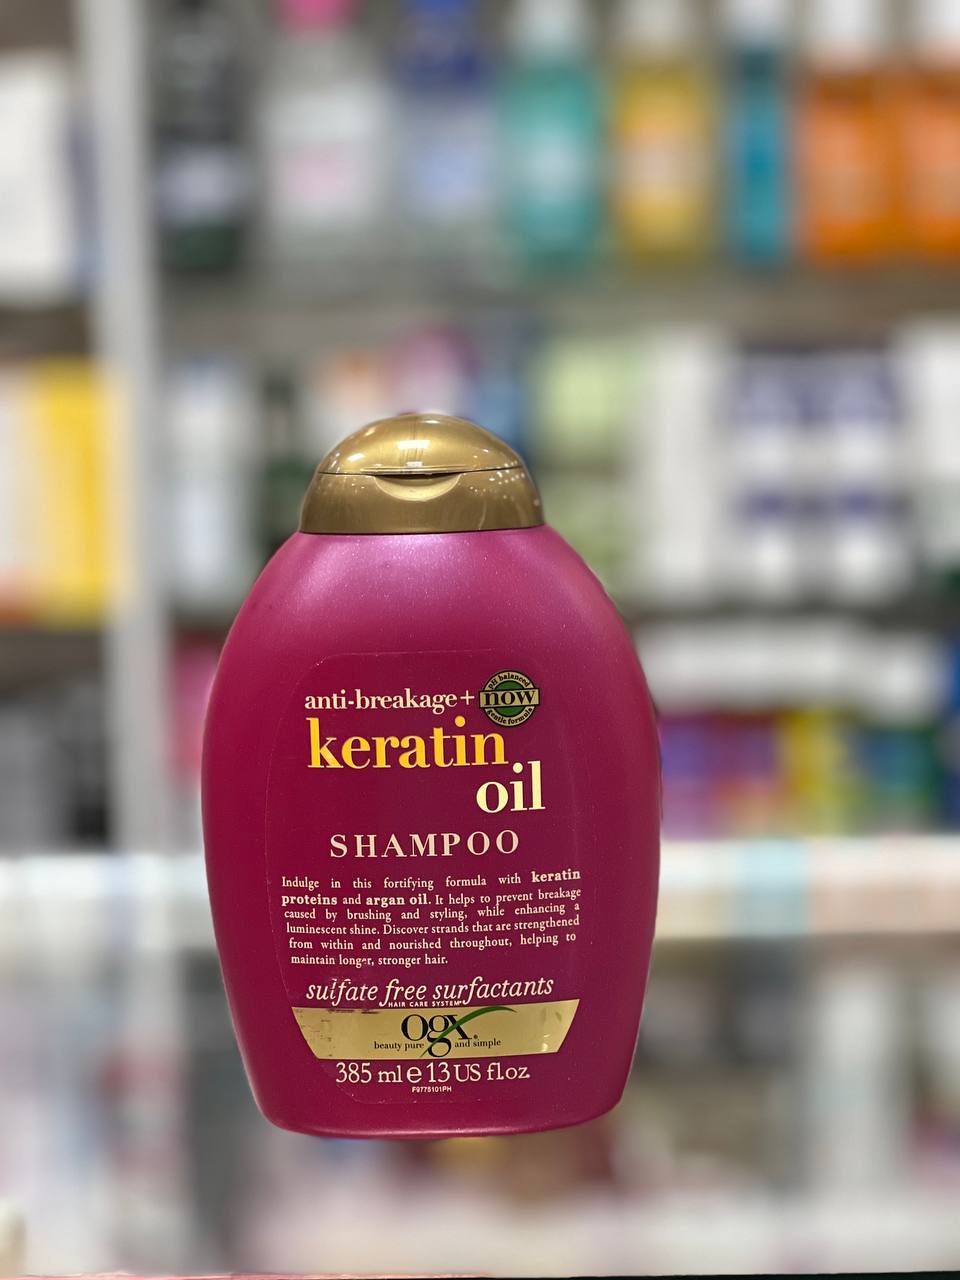 anti-breakage+
pH balanced
now
gentle formula
keratin
oil
SHAMPOO
Indulge in this fortifying formula with keratin
proteins and argan oil. It helps to prevent breakage
caused by brushing and styling, while enhancing a
luminescent shine. Discover strands that are strengthened
from within and nourished throughout, helping to
maintain longer, stronger hair.
sulfate free surfactants
HAIR CARE SYSTEM
ogx
beauty pure and simple
385 ml e 13 US fl.oz.
F9775101PH